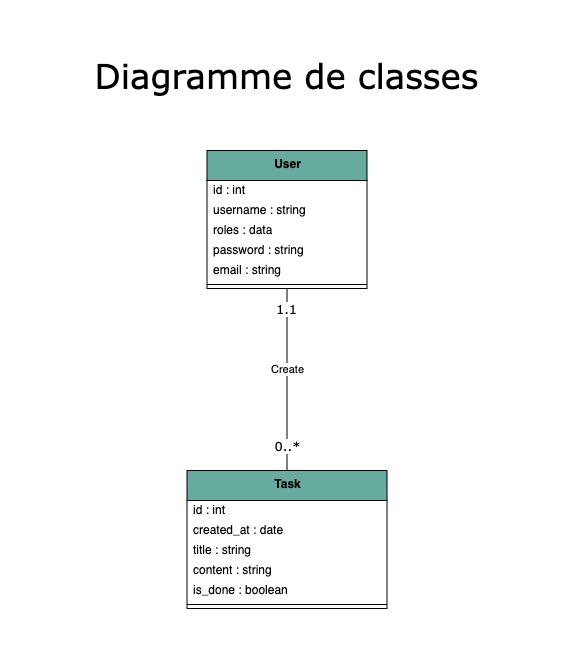 Diagramme de classes
User
id : int
username : string
roles : data
password : string
email : string
1.1
Create
0..*
Task
id : int
created_at : date
title : string
content : string
is_done : boolean